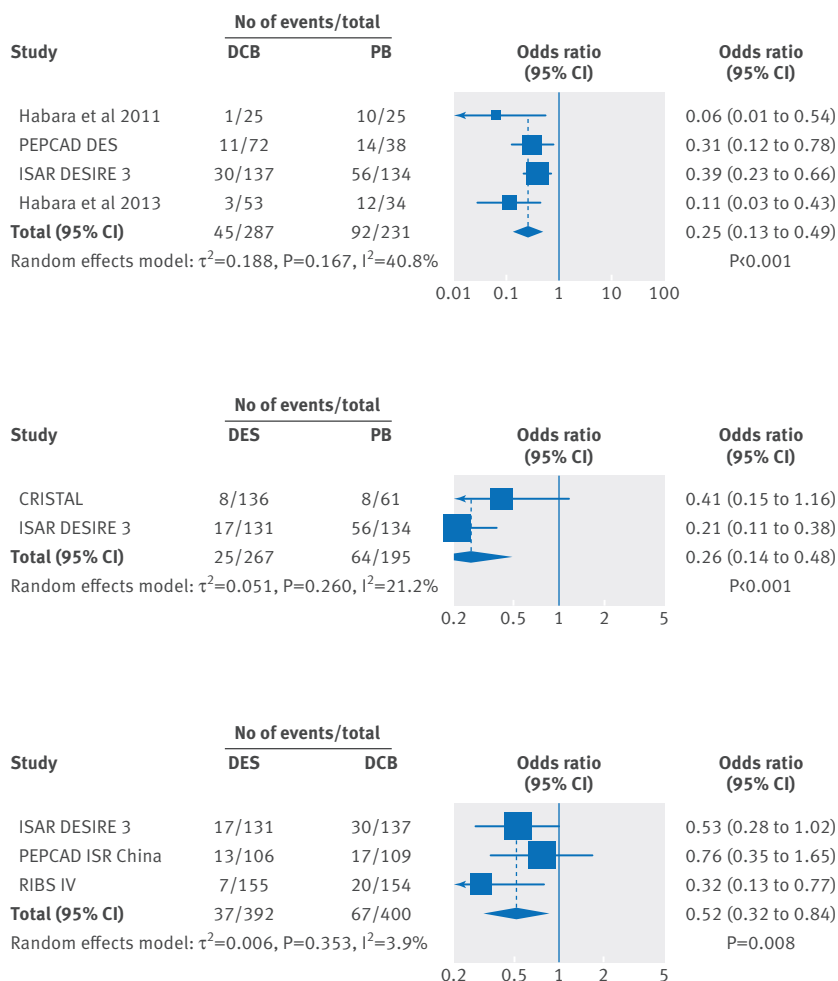 No of events/total
Study DCB PB Odds ratio (95% CI) Odds ratio (95% CI)
Habara et al 2011 1/25 10/25 0.06 (0.01 to 0.54)
PEPCAD DES 11/72 14/38 0.31 (0.12 to 0.78)
ISAR DESIRE 3 30/137 56/134 0.39 (0.23 to 0.66)
Habara et al 2013 3/53 12/34 0.11 (0.03 to 0.43)
Total (95% CI) 45/287 92/231 0.25 (0.13 to 0.49)
Random effects model: τ²=0.188, P=0.167, I²=40.8% P<0.001
0.01 0.1 1 10 100
No of events/total
Study DES PB Odds ratio (95% CI) Odds ratio (95% CI)
CRISTAL 8/136 8/61 0.41 (0.15 to 1.16)
ISAR DESIRE 3 17/131 56/134 0.21 (0.11 to 0.38)
Total (95% CI) 25/267 64/195 0.26 (0.14 to 0.48)
Random effects model: τ²=0.051, P=0.260, I²=21.2% P<0.001
0.2 0.5 1 2 5
No of events/total
Study DES DCB Odds ratio (95% CI) Odds ratio (95% CI)
ISAR DESIRE 3 17/131 30/137 0.53 (0.28 to 1.02)
PEPCAD ISR China 13/106 17/109 0.76 (0.35 to 1.65)
RIBS IV 7/155 20/154 0.32 (0.13 to 0.77)
Total (95% CI) 37/392 67/400 0.52 (0.32 to 0.84)
Random effects model: τ²=0.006, P=0.353, I²=3.9% P=0.008
0.2 0.5 1 2 5